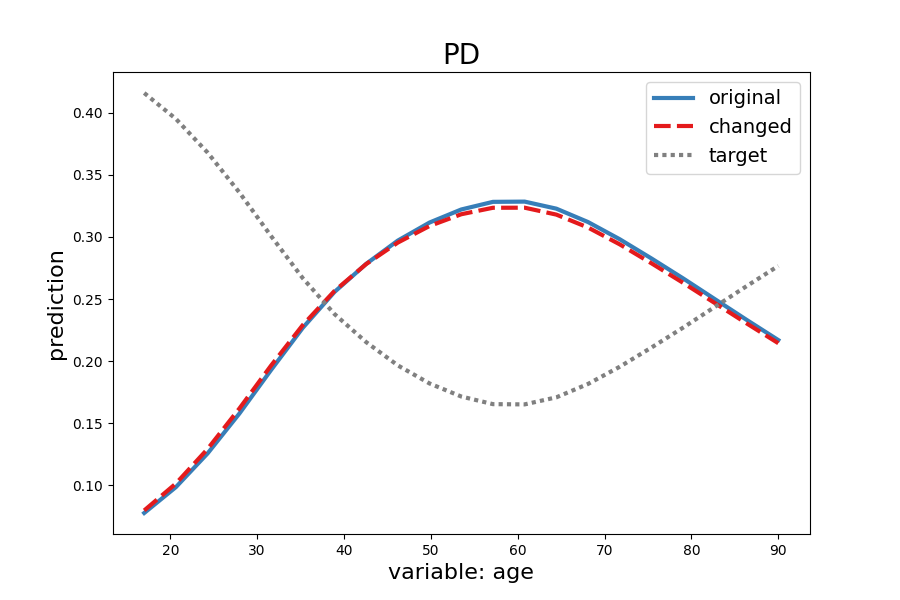 PD
original
changed
target
prediction
0.40
0.35
0.30
0.25
0.20
0.15
0.10
20 30 40 50 60 70 80 90
variable: age